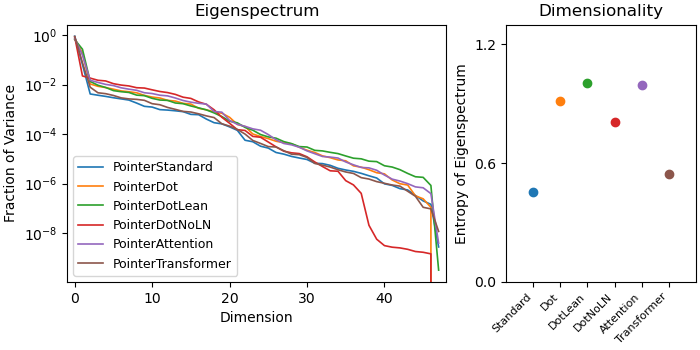 Eigenspectrum
Fraction of Variance
10⁰
10⁻²
10⁻⁴
10⁻⁶
10⁻⁸
PointerStandard
PointerDot
PointerDotLean
PointerDotNoLN
PointerAttention
PointerTransformer
0
10
20
30
40
Dimension
Dimensionality
Entropy of Eigenspectrum
1.2
0.6
0.0
Standard
Dot
DotLean
DotNoLN
Attention
Transformer